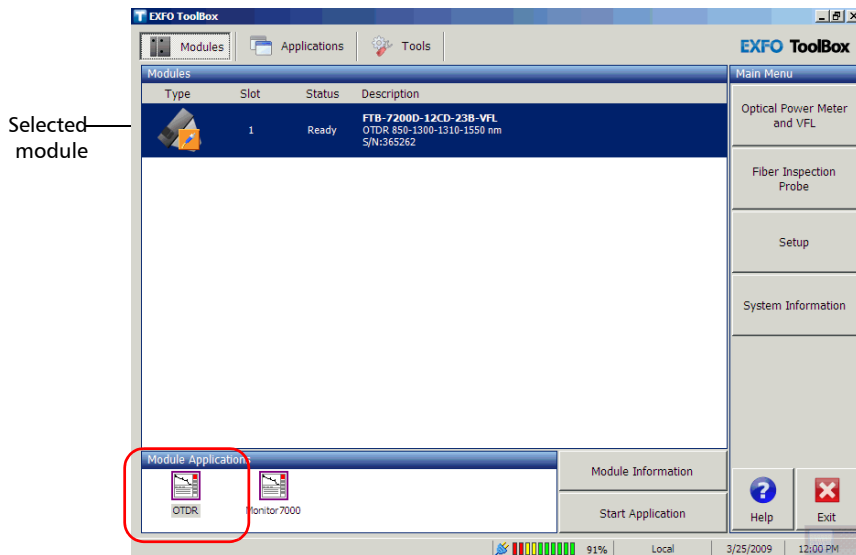 EXFO ToolBox
Modules
Applications
Tools
EXFO ToolBox
Modules
Main Menu
Type Slot Status Description
Selected
module
1 Ready FTB-7200D-12CD-23B-VFL
OTDR 850-1300-1310-1550 nm
S/N:365262
Optical Power Meter
and VFL
Fiber Inspection
Probe
Setup
System Information
Module Applications
OTDR
Monitor7000
Module Information
Start Application
Help
Exit
91% Local 3/25/2009 12:00 PM